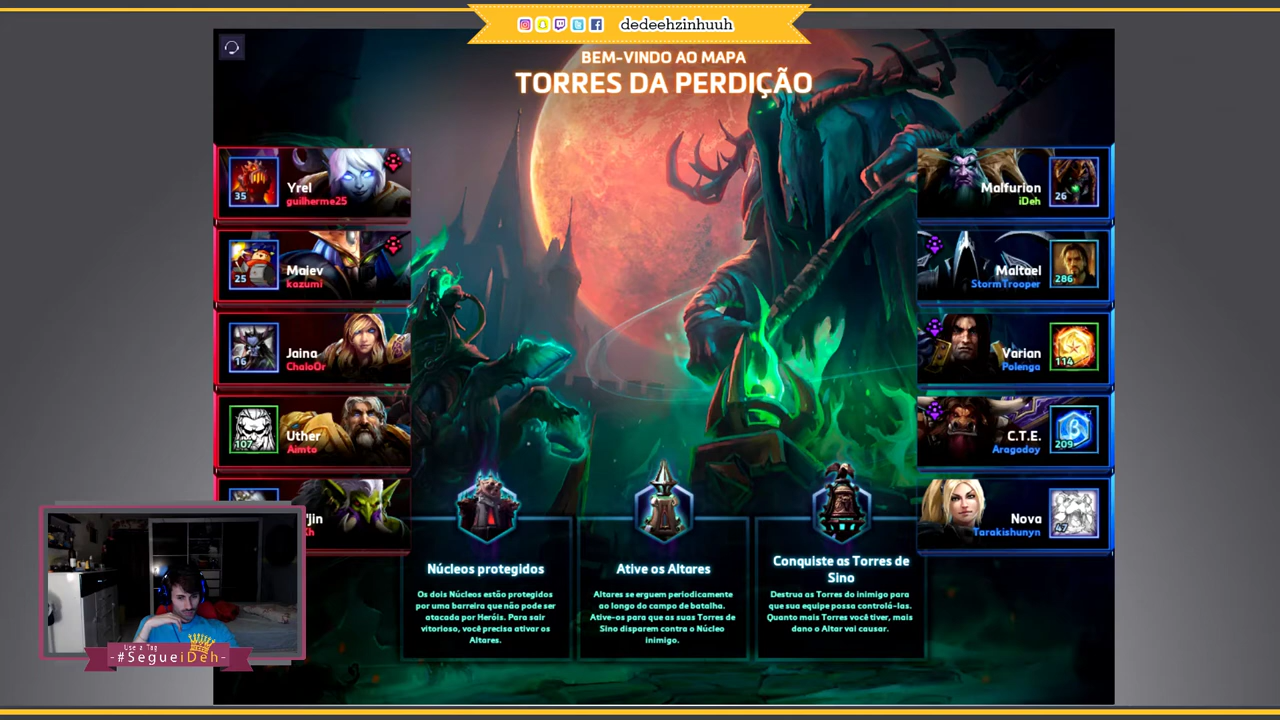 dedeehzinhuuh
BEM-VINDO AO MAPA
TORRES DA PERDIÇÃO
35
Yrel
guilherme25
25
Maiev
kazumi
16
Jaina
ChaloOr
107
Uther
Aimto
'jin
Malfurion
iDeh
26
Maltael
StormTrooper
286
Varian
Polenga
114
C.T.E.
Aragodoy
209
Nova
Tarakishunyn
47
Núcleos protegidos
Os dois Núcleos estão protegidos
por uma barreira que não pode ser
atacada por Heróis. Para sair
vitorioso, você precisa ativar os
Altares.
Ative os Altares
Altares se erguem periodicamente
ao longo do campo de batalha.
Ative-os para que as suas Torres de
Sino disparem contra o Núcleo
inimigo.
Conquiste as Torres de
Sino
Destrua as Torres do inimigo para
que sua equipe possa controlá-las.
Quanto mais Torres você tiver, mais
dano o Altar vai causar.
Use a Tag
-#SegueiDeh-